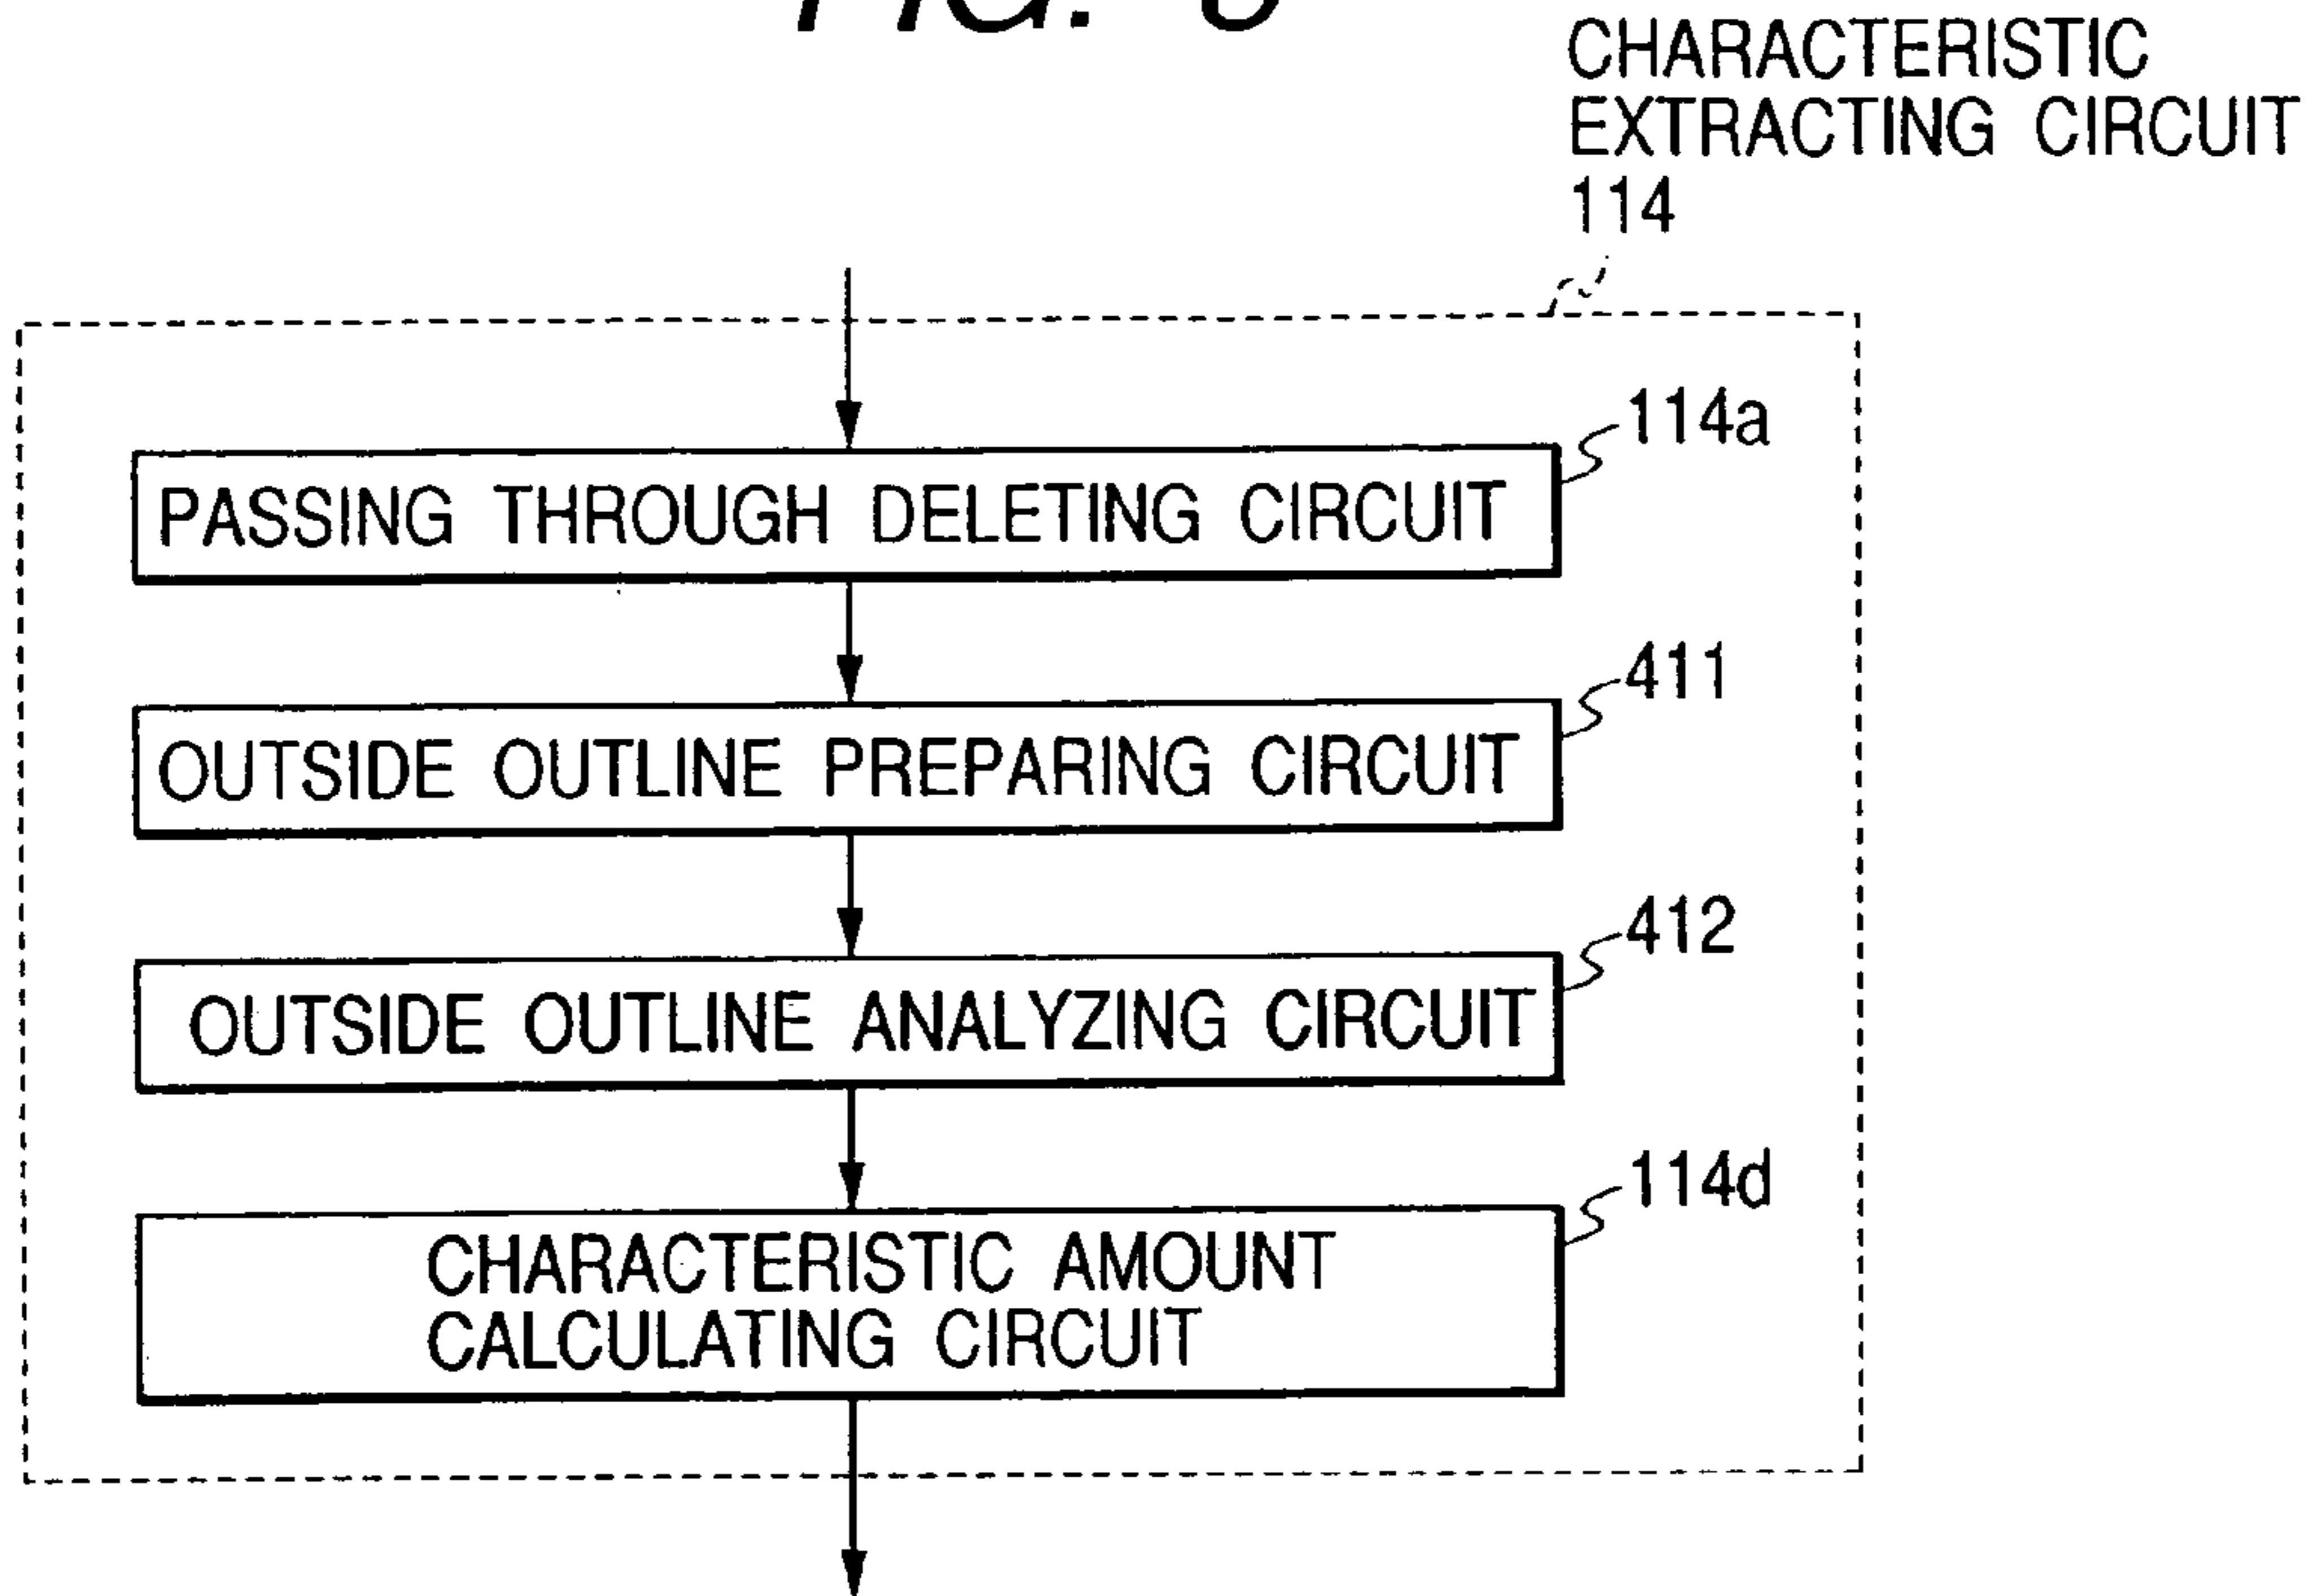 FIG.
CHARACTERISTIC
EXTRACTING CIRCUIT
114
114a
PASSING THROUGH DELETING CIRCUIT
411
OUTSIDE OUTLINE PREPARING CIRCUIT
412
OUTSIDE OUTLINE ANALYZING CIRCUIT
114d
CHARACTERISTIC AMOUNT
CALCULATING CIRCUIT